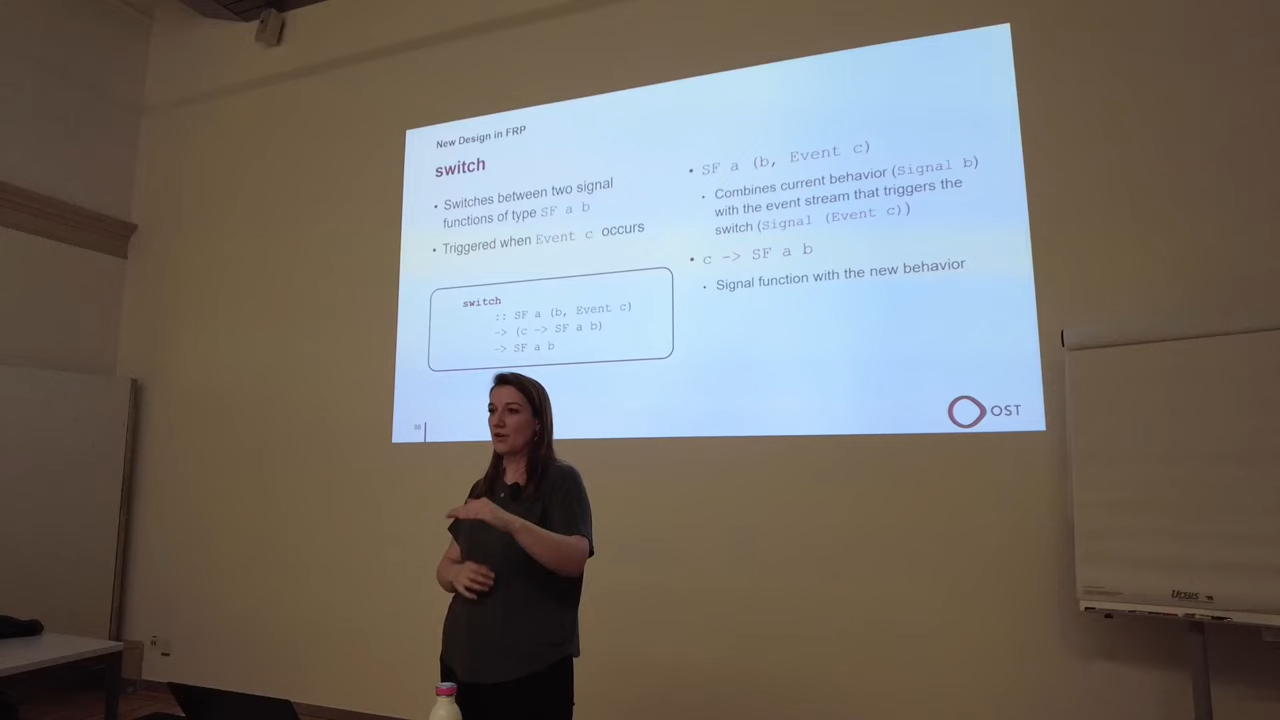 New Design in FRP
switch
• Switches between two signal
functions of type SF a b
• Triggered when Event c occurs
switch
:: SF a (b, Event c)
-> (c -> SF a b)
-> SF a b
• SF a (b, Event c)
• Combines current behavior (Signal b)
with the event stream that triggers the
switch (Signal (Event c))
• c -> SF a b
• Signal function with the new behavior
OST